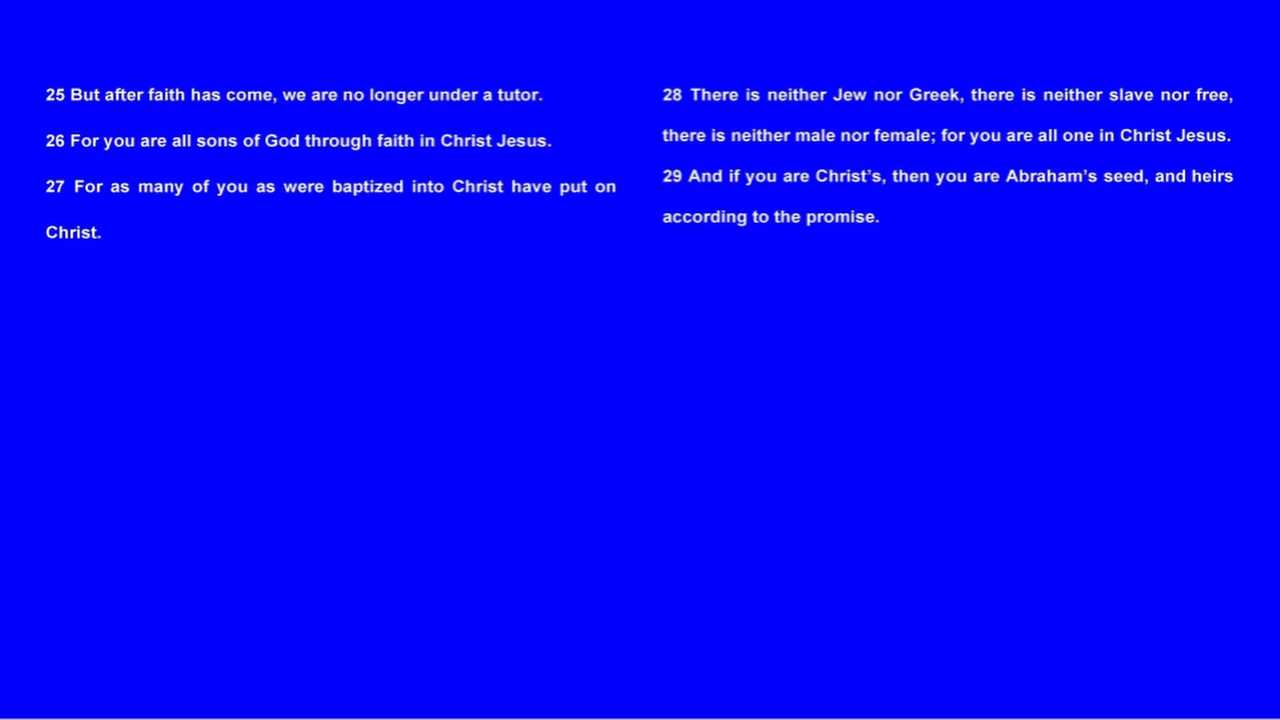 25 But after faith has come, we are no longer under a tutor.
26 For you are all sons of God through faith in Christ Jesus.
27 For as many of you as were baptized into Christ have put on
Christ.
28 There is neither Jew nor Greek, there is neither slave nor free,
there is neither male nor female; for you are all one in Christ Jesus.
29 And if you are Christ’s, then you are Abraham’s seed, and heirs
according to the promise.